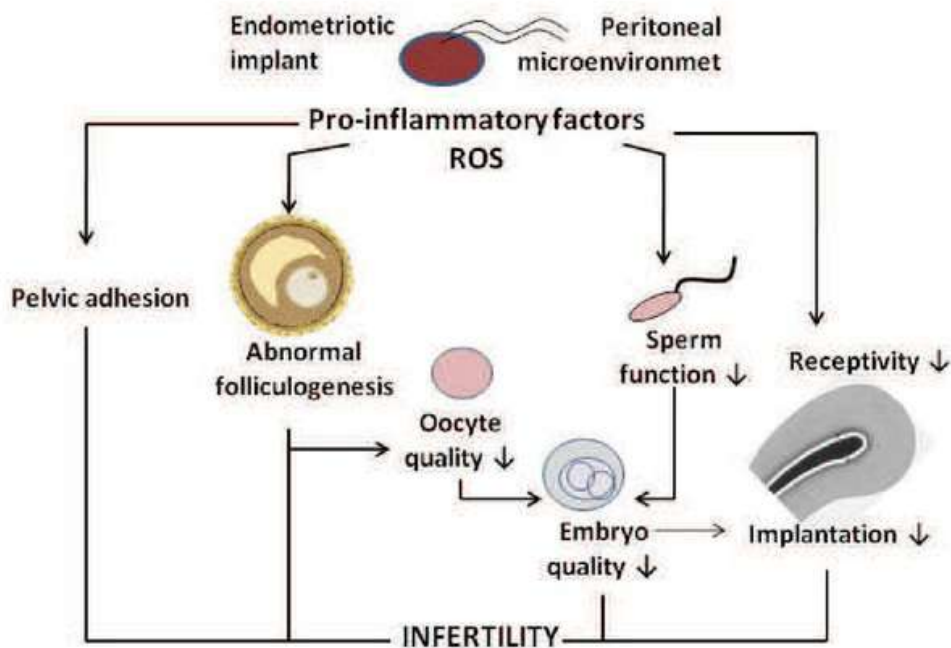 Endometriotic
implant
Peritoneal
microenvironmet
Pro-inflammatory factors
ROS
Pelvic adhesion
Abnormal
folliculogenesis
Sperm
function ↓
Receptivity ↓
Oocyte
quality ↓
Embryo
quality ↓
Implantation ↓
INFERTILITY